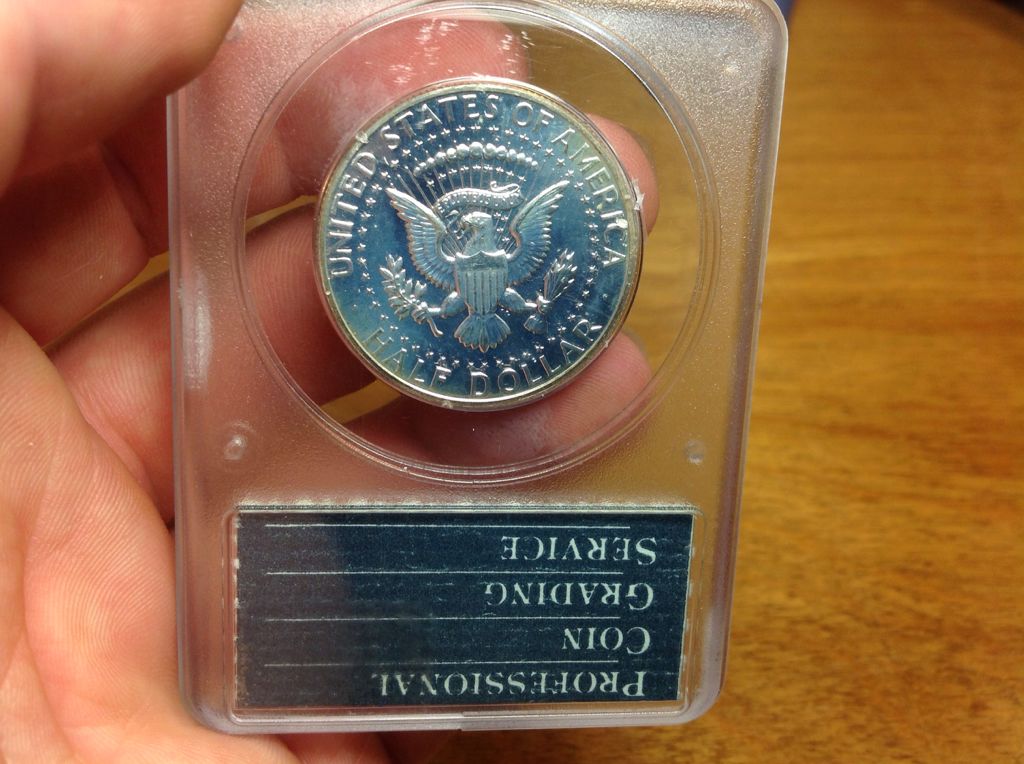 UNITED STATES OF AMERICA
HALF DOLLAR
PROFESSIONAL
COIN
GRADING
SERVICE